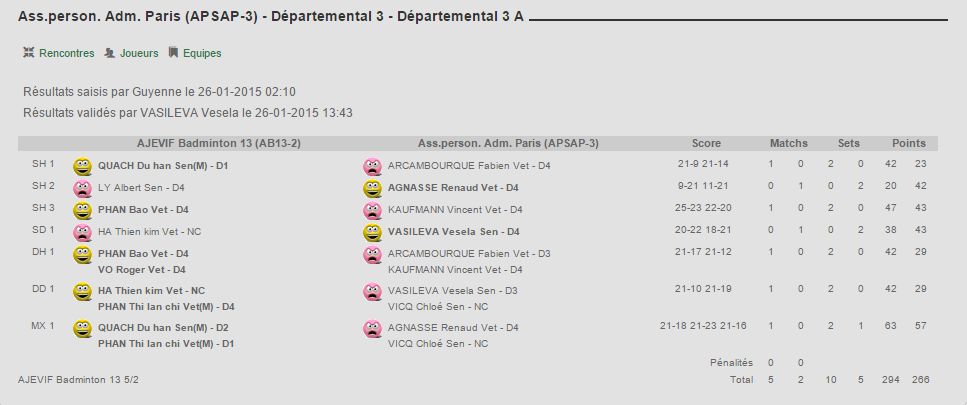 Ass.person. Adm. Paris (APSAP-3) - Départemental 3 - Départemental 3 A
Rencontres Joueurs Equipes
Résultats saisis par Guyenne le 26-01-2015 02:10
Résultats validés par VASILEVA Vesela le 26-01-2015 13:43
AJEVIF Badminton 13 (AB13-2) Ass.person. Adm. Paris (APSAP-3) Score Matchs Sets Points
SH 1 QUACH Du han Sen(M) - D1 ARCAMBOURQUE Fabien Vet - D4 21-9 21-14 1 0 2 0 42 23
SH 2 LY Albert Sen - D4 AGNASSE Renaud Vet - D4 9-21 11-21 0 1 0 2 20 42
SH 3 PHAN Bao Vet - D4 KAUFMANN Vincent Vet - D4 25-23 22-20 1 0 2 0 47 43
SD 1 HA Thien kim Vet - NC VASILEVA Vesela Sen - D4 20-22 18-21 0 1 0 2 38 43
DH 1 PHAN Bao Vet - D4 ARCAMBOURQUE Fabien Vet - D3 21-17 21-12 1 0 2 0 42 29
VO Roger Vet - D4 KAUFMANN Vincent Vet - D4
DD 1 HA Thien kim Vet - NC VASILEVA Vesela Sen - D3 21-10 21-19 1 0 2 0 42 29
PHAN Thi lan chi Vet(M) - D4 VICQ Chloé Sen - NC
MX 1 QUACH Du han Sen(M) - D2 AGNASSE Renaud Vet - D4 21-18 21-23 21-16 1 0 2 1 63 57
PHAN Thi lan chi Vet(M) - D1 VICQ Chloé Sen - NC
Pénalités 0 0
AJEVIF Badminton 13 5/2 Total 5 2 10 5 294 266